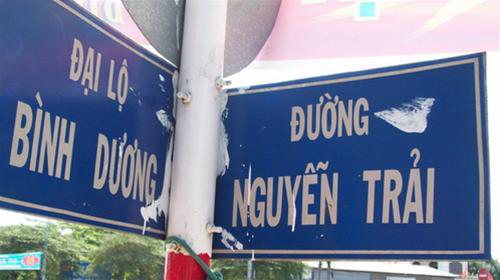 ĐẠI LỘ
BÌNH DƯƠNG
ĐƯỜNG
NGUYỄN TRẢI